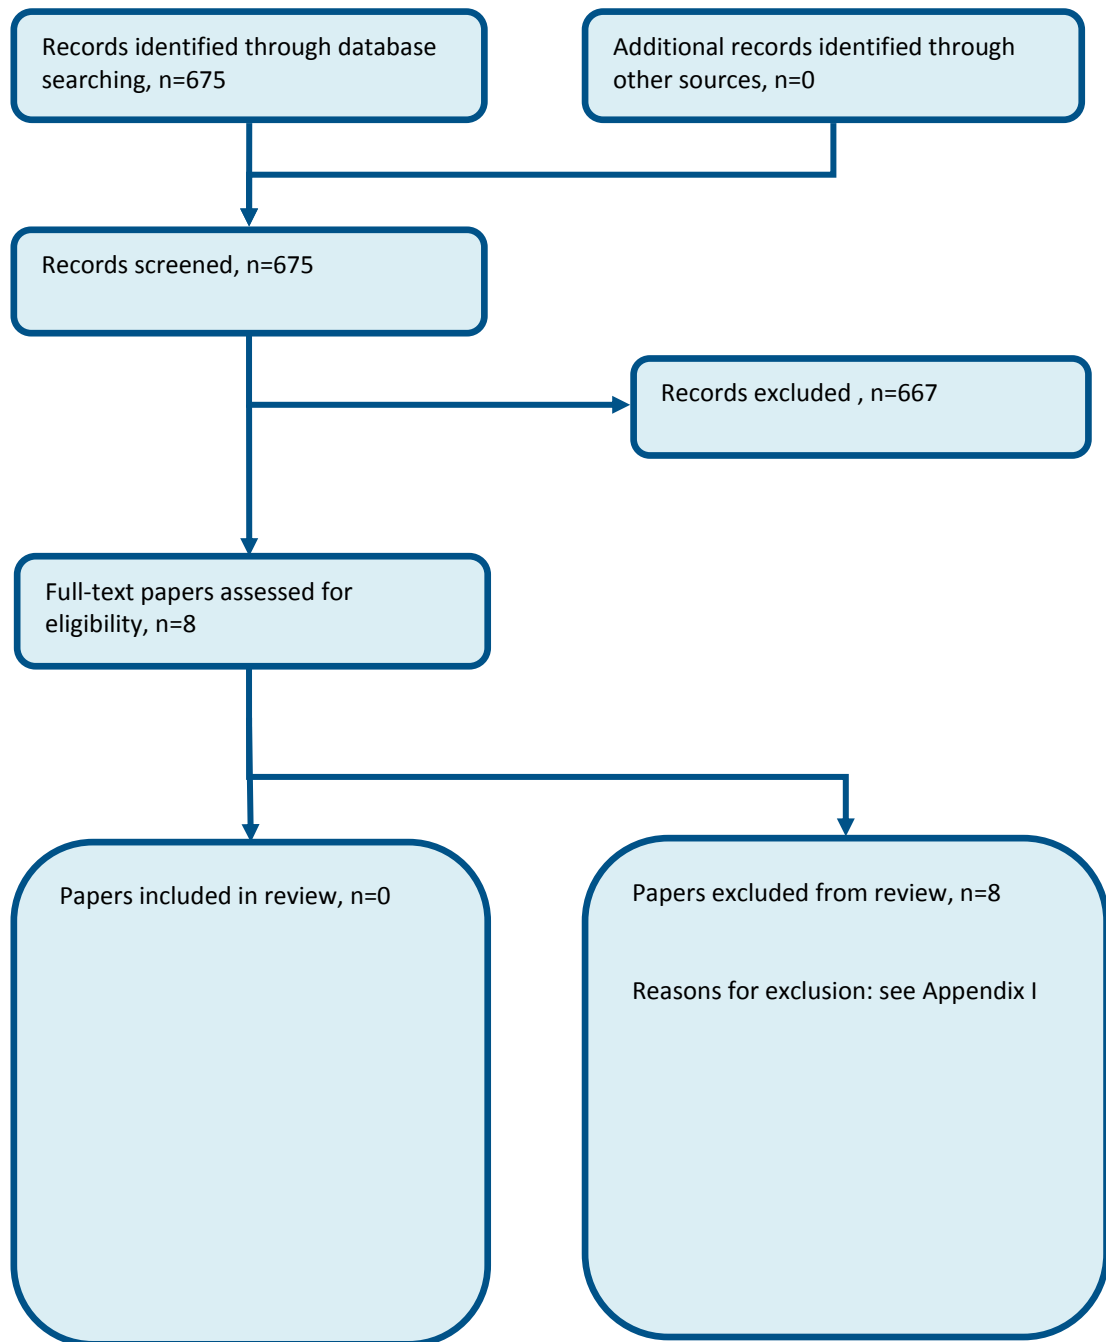 Records identified through database
searching, n=675
Additional records identified through
other sources, n=0
Records screened, n=675
Records excluded , n=667
Full-text papers assessed for
eligibility, n=8
Papers included in review, n=0
Papers excluded from review, n=8
Reasons for exclusion: see Appendix I